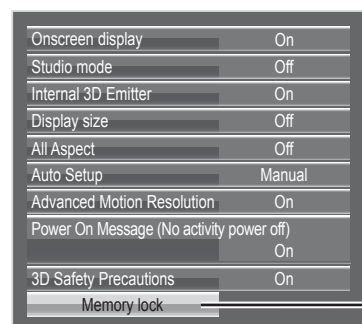 Onscreen display On
Studio mode Off
Internal 3D Emitter On
Display size Off
All Aspect Off
Auto Setup Manual
Advanced Motion Resolution On
Power On Message (No activity power off)
On
3D Safety Precautions On
Memory lock